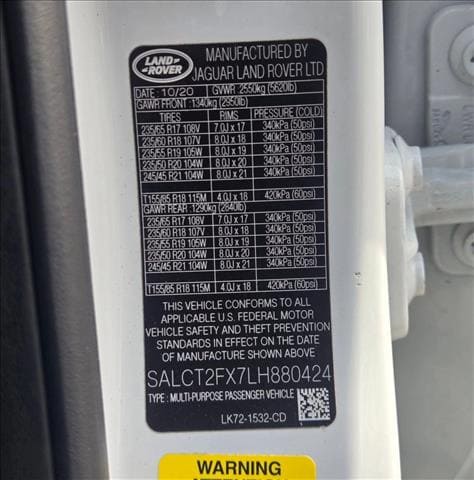 LAND
ROVER
MANUFACTURED BY
JAGUAR LAND ROVER LTD
DATE : 10/20 GVWR 2550kg (5620lb)
GAWR FRONT : 1340kg (2950lb)
TIRES RIMS PRESSURE (COLD)
235/65 R17 108V 7.0J x 17 340kPa (50psi)
235/60 R18 107V 8.0J x 18 340kPa (50psi)
235/55 R19 105W 8.0J x 19 340kPa (50psi)
235/50 R20 104W 8.0J x 20 340kPa (50psi)
245/45 R21 104W 8.0J x 21 340kPa (50psi)
T155/85 R18 115M 4.0J x 18 420kPa (60psi)
GAWR REAR : 1290kg (2840lb)
235/65 R17 108V 7.0J x 17 340kPa (50psi)
235/60 R18 107V 8.0J x 18 340kPa (50psi)
235/55 R19 105W 8.0J x 19 340kPa (50psi)
235/50 R20 104W 8.0J x 20 340kPa (50psi)
245/45 R21 104W 8.0J x 21 340kPa (50psi)
T155/85 R18 115M 4.0J x 18 420kPa (60psi)
THIS VEHICLE CONFORMS TO ALL
APPLICABLE U.S. FEDERAL MOTOR
VEHICLE SAFETY AND THEFT PREVENTION
STANDARDS IN EFFECT ON THE DATE
OF MANUFACTURE SHOWN ABOVE
SALCT2FX7LH880424
TYPE : MULTI-PURPOSE PASSENGER VEHICLE
LK72-1532-CD
WARNING